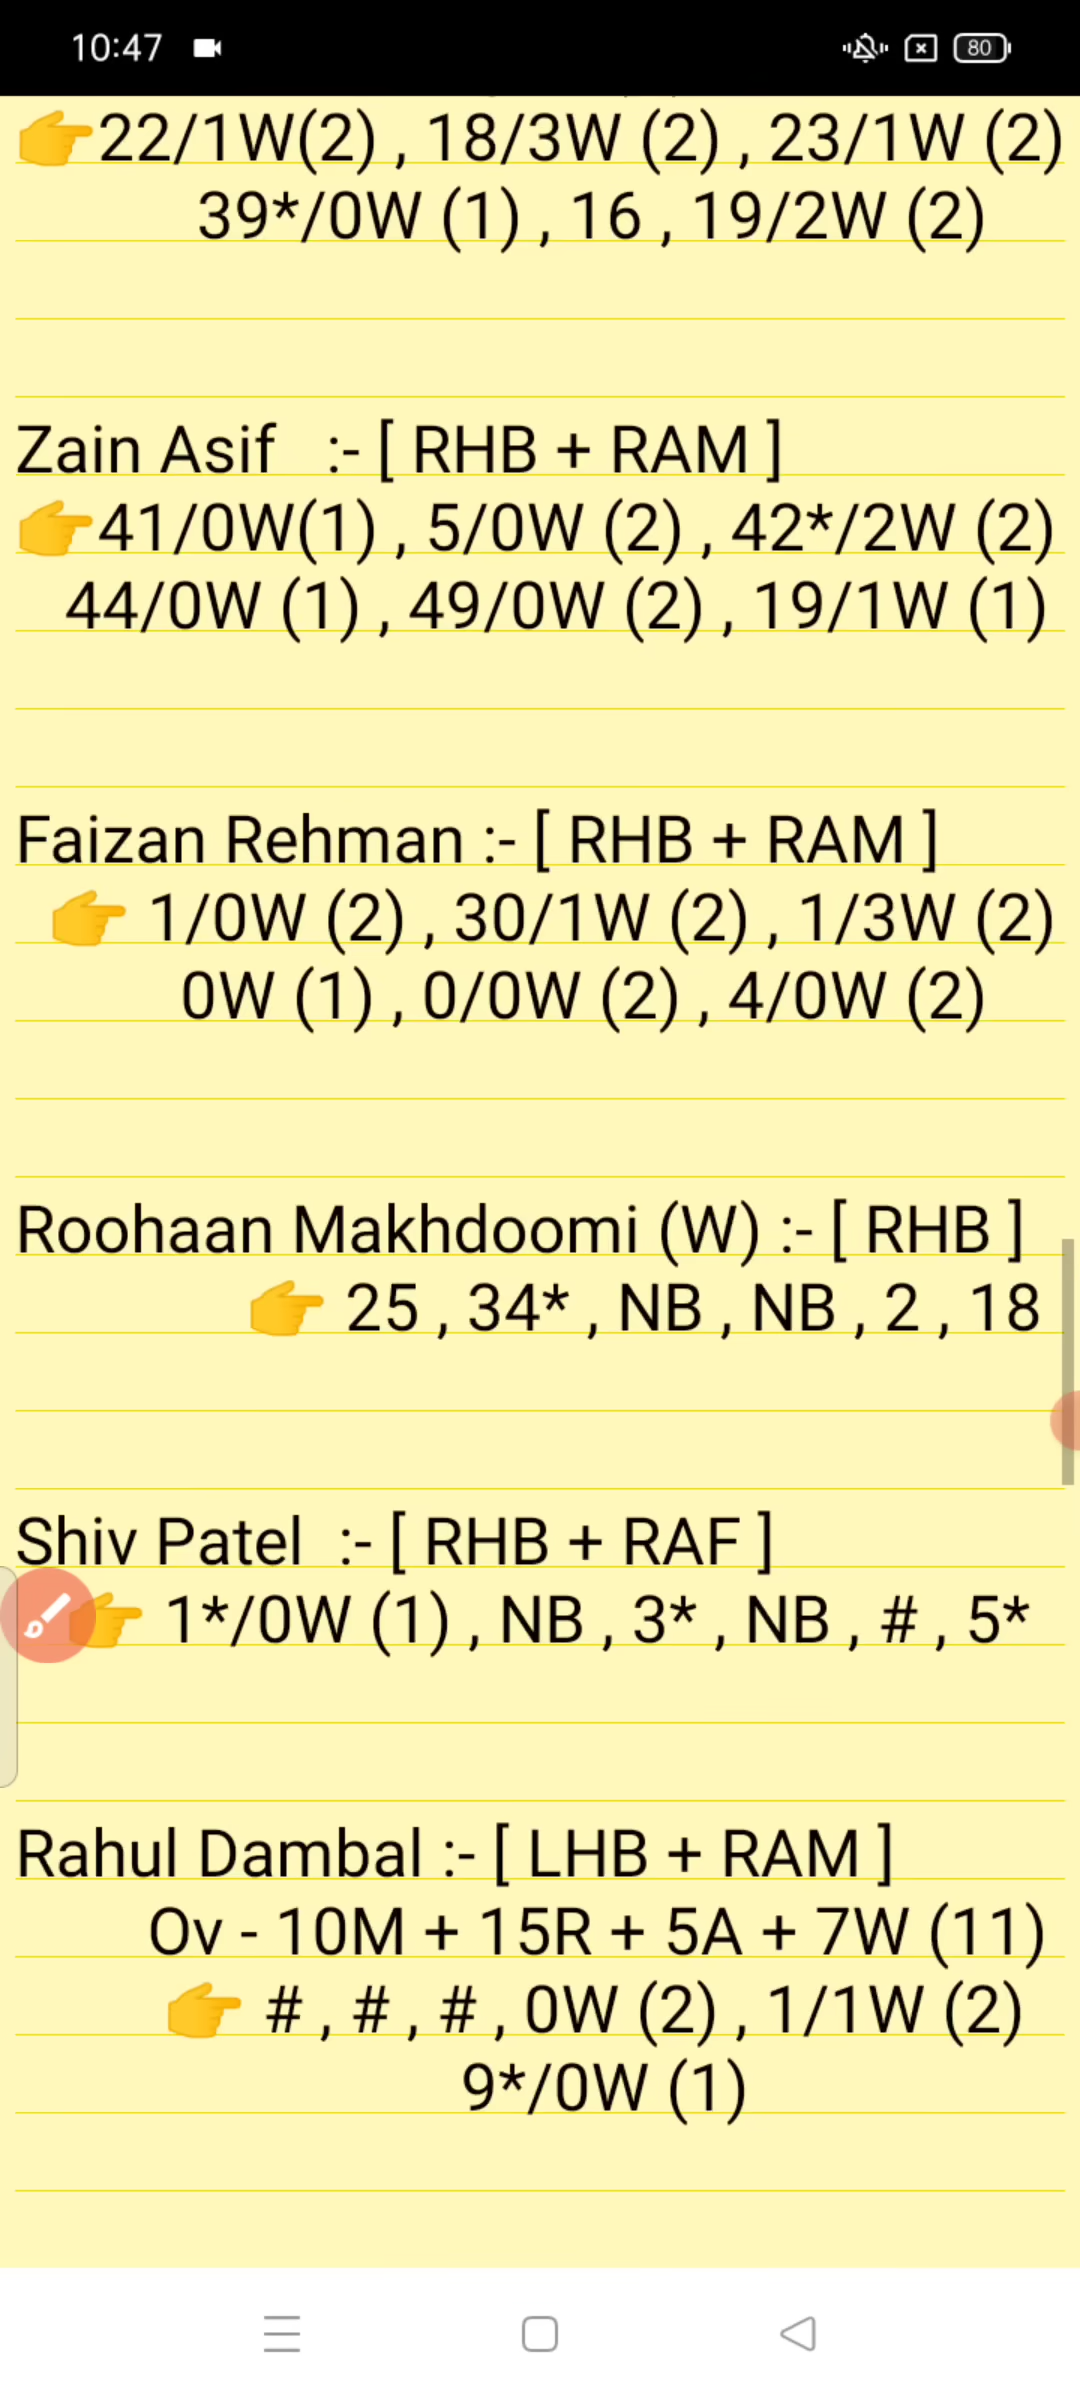 10:47
80
👉22/1W(2) , 18/3W (2) , 23/1W (2)
39*/0W (1) , 16 , 19/2W (2)
Zain Asif :- [ RHB + RAM ]
👉41/0W(1) , 5/0W (2) , 42*/2W (2)
44/0W (1) , 49/0W (2) , 19/1W (1)
Faizan Rehman :- [ RHB + RAM ]
👉 1/0W (2) , 30/1W (2) , 1/3W (2)
0W (1) , 0/0W (2) , 4/0W (2)
Roohaan Makhdoomi (W) :- [ RHB ]
👉 25 , 34* , NB , NB , 2 , 18
Shiv Patel :- [ RHB + RAF ]
👉 1*/0W (1) , NB , 3* , NB , # , 5*
Rahul Dambal :- [ LHB + RAM ]
Ov - 10M + 15R + 5A + 7W (11)
👉 # , # , # , 0W (2) , 1/1W (2)
9*/0W (1)